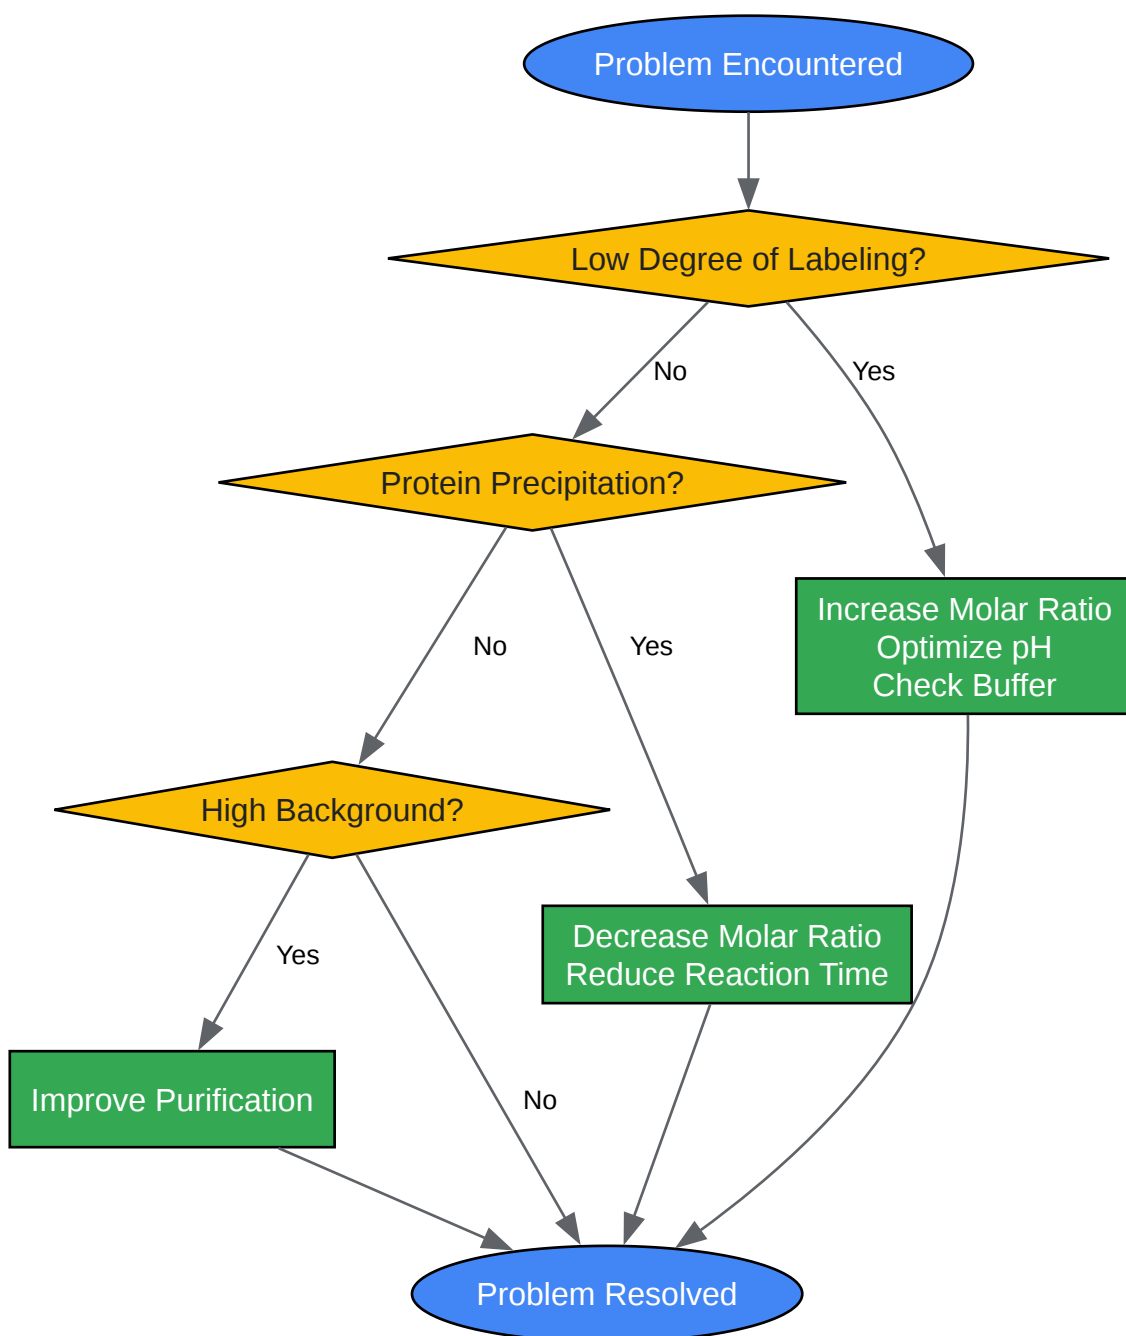 Problem Encountered
Low Degree of Labeling?
No
Yes
Protein Precipitation?
Increase Molar Ratio
Optimize pH
Check Buffer
No
Yes
High Background?
Decrease Molar Ratio
Reduce Reaction Time
Yes
Improve Purification
No
Problem Resolved